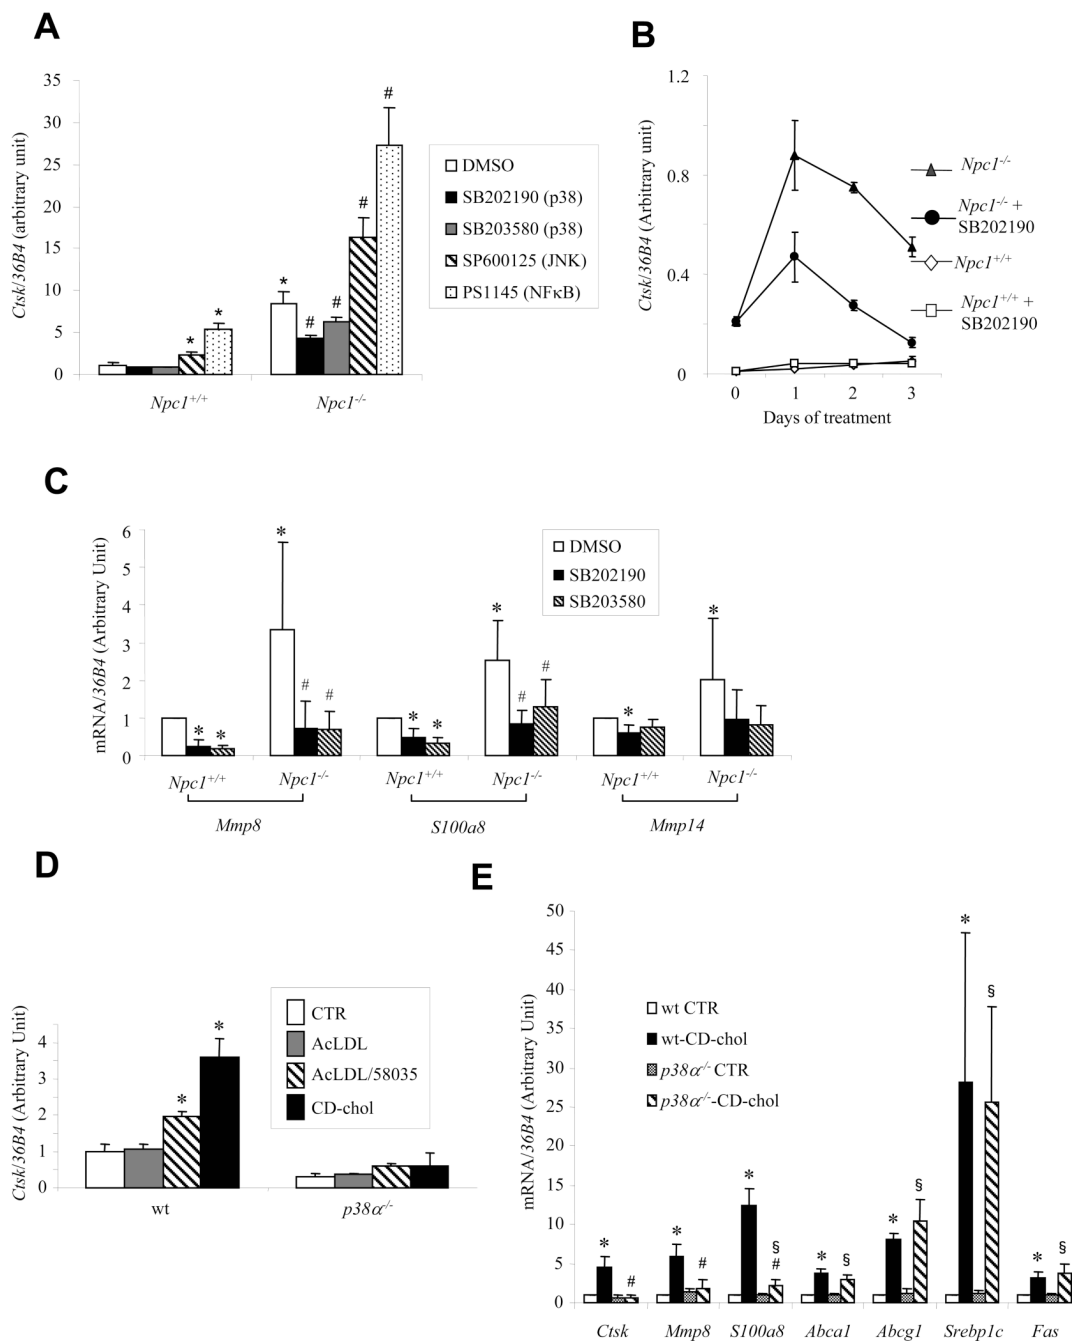 A
Ctsk/36B4 (arbitrary unit)
35
30
25
20
15
10
5
0
*
*
*
#
#
#
#
Npc1+/+
Npc1-/-
DMSO
SB202190 (p38)
SB203580 (p38)
SP600125 (JNK)
PS1145 (NFκB)
B
Ctsk/36B4 (Arbitrary unit)
1.2
0.8
0.4
0
0 1 2 3
Days of treatment
Npc1-/-
Npc1-/- +
SB202190
Npc1+/+
Npc1+/+ +
SB202190
C
mRNA/36B4 (Arbitrary Unit)
6
5
4
3
2
1
0
* * * # #
* * * # #
* *
DMSO
SB202190
SB203580
Npc1+/+ Npc1-/- Npc1+/+ Npc1-/- Npc1+/+ Npc1-/-
Mmp8 S100a8 Mmp14
D
Ctsk/36B4 (Arbitrary Unit)
4
3
2
1
0
* *
CTR
AcLDL
AcLDL/58035
CD-chol
wt p38α-/-
E
mRNA/36B4 (Arbitrary Unit)
50
45
40
35
30
25
20
15
10
5
0
wt CTR
wt-CD-chol
p38α-/- CTR
p38α-/--CD-chol
* #
* #
* §
#
* §
* §
* §
* §
Ctsk Mmp8 S100a8 Abca1 Abcg1 Srebp1c Fas